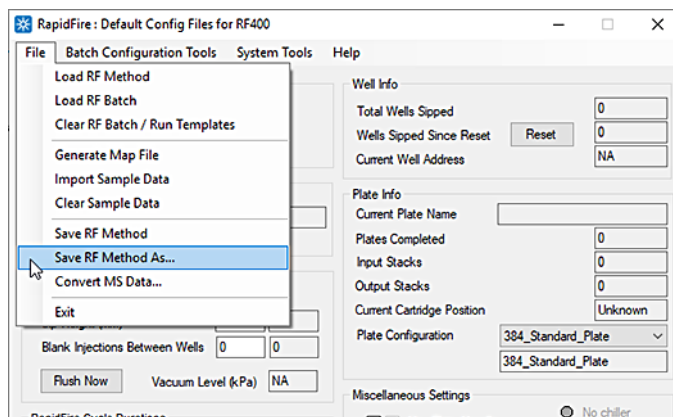 RapidFire : Default Config Files for RF400
File Batch Configuration Tools System Tools Help
Load RF Method
Load RF Batch
Clear RF Batch / Run Templates
Generate Map File
Import Sample Data
Clear Sample Data
Save RF Method
Save RF Method As...
Convert MS Data...
Exit
Blank Injections Between Wells 0 0
Flush Now Vacuum Level (kPa) NA
RapidFire Cycle Durations
Well Info
Total Wells Sipped 0
Wells Sipped Since Reset Reset 0
Current Well Address NA
Plate Info
Current Plate Name
Plates Completed 0
Input Stacks 0
Output Stacks 0
Current Cartridge Position Unknown
Plate Configuration 384_Standard_Plate
384_Standard_Plate
Miscellaneous Settings
No chiller